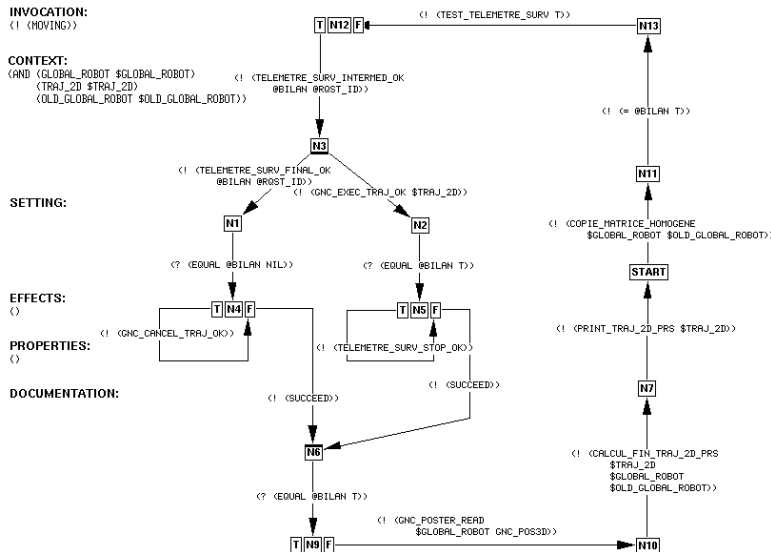 INVOCATION:
(! (MOVING))
CONTEXT:
(AND (GLOBAL_ROBOT $GLOBAL_ROBOT)
(TRAJ_2D $TRAJ_2D)
(OLD_GLOBAL_ROBOT $OLD_GLOBAL_ROBOT))
SETTING:
EFFECTS:
()
PROPERTIES:
()
DOCUMENTATION:
T N12 F
(! (TEST_TELEMETRE_SURV T))
N13
(! (TELEMETRE_SURV_INTERMED_OK
@BILAN @RQST_ID))
(! (= @BILAN T))
N3
N11
(! (TELEMETRE_SURV_FINAL_OK
@BILAN @RQST_ID))
(! (GNC_EXEC_TRAJ_OK $TRAJ_2D))
N1
N2
(! (COPIE_MATRICE_HOMOGENE
$GLOBAL_ROBOT $OLD_GLOBAL_ROBOT))
(? (EQUAL @BILAN NIL))
(? (EQUAL @BILAN T))
START
T N4 F
T N5 F
(! (GNC_CANCEL_TRAJ_OK))
(! (TELEMETRE_SURV_STOP_OK))
(! (PRINT_TRAJ_2D_PRS $TRAJ_2D))
(! (SUCCEED))
(! (SUCCEED))
N7
N6
(! (CALCUL_FIN_TRAJ_2D_PRS
$TRAJ_2D
$GLOBAL_ROBOT
$OLD_GLOBAL_ROBOT))
(? (EQUAL @BILAN T))
(! (GNC_POSTER_READ
$GLOBAL_ROBOT GNC_POS3D))
T N9 F
N10